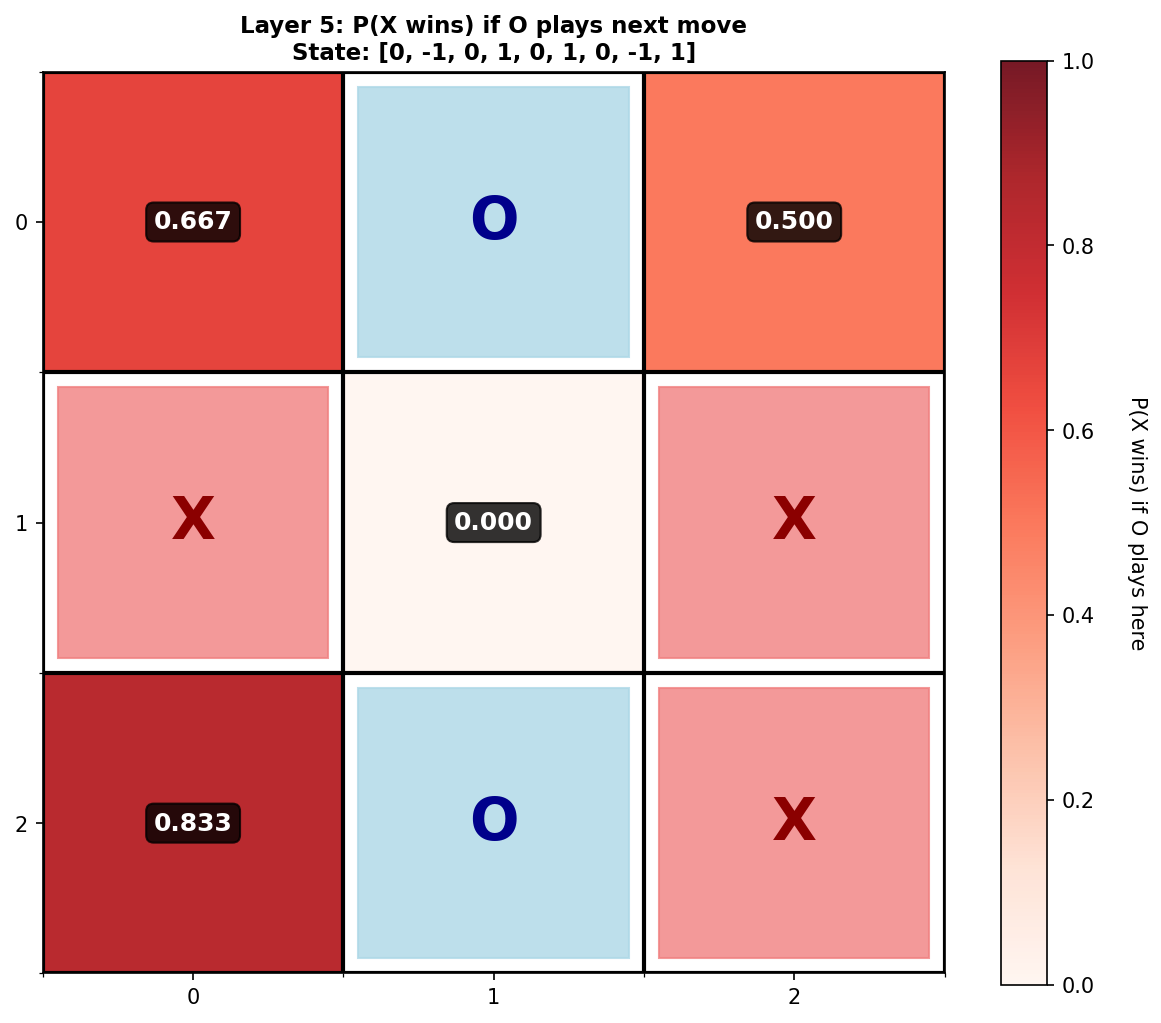 Layer 5: P(X wins) if O plays next move
State: [0, -1, 0, 1, 0, 1, 0, -1, 1]
0
0.667
O
0.500
1
X
0.000
X
2
0.833
O
X
0
1
2
1.0
0.8
0.6
0.4
0.2
0.0
P(X wins) if O plays here